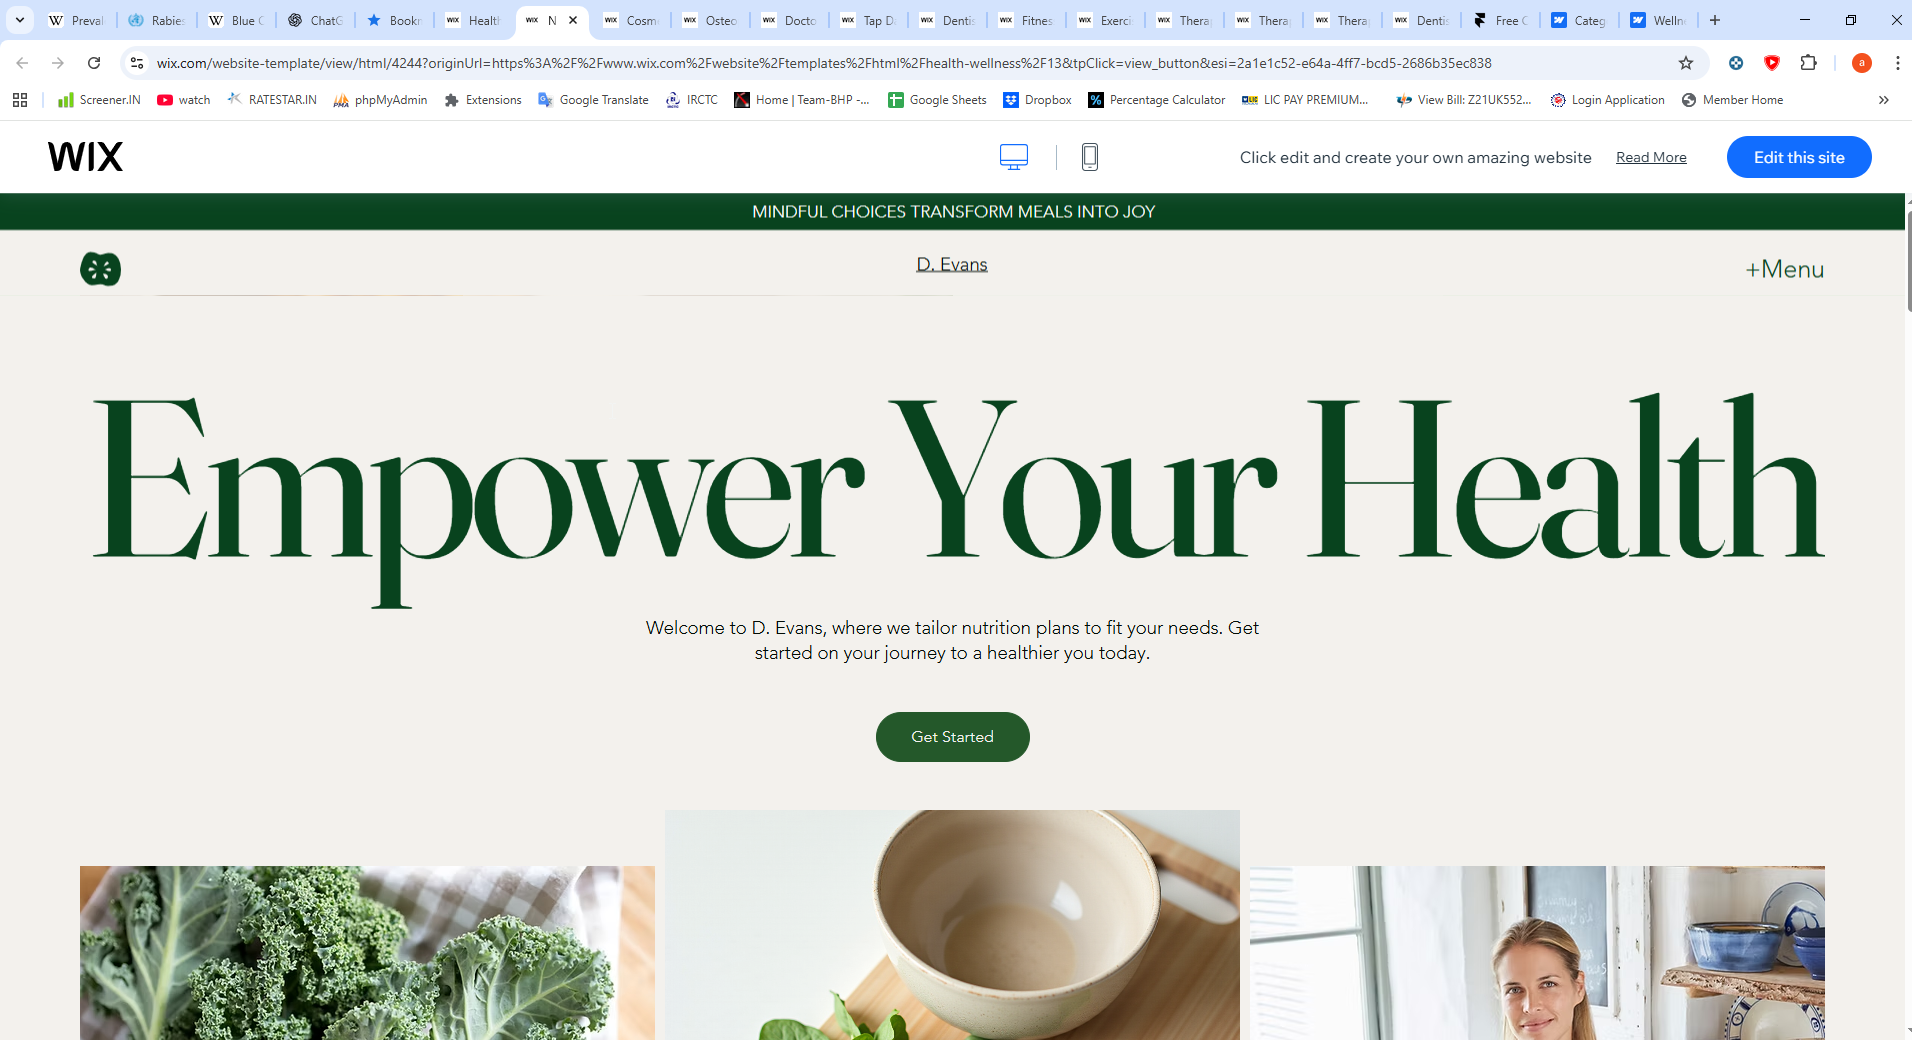 Preval
Rabies
Blue C
ChatG
Bookn
Health
N
Cosm
Osteo
Docto
Tap D
Dentis
Fitnes
Exerci
Thera
Thera
Thera
Dentis
Free C
Categ
Welln
wix.com/website-template/view/html/4244?originUrl=https%3A%2F%2Fwww.wix.com%2Fwebsite%2Ftemplates%2Fhtml%2Fhealth-wellness%2F13&tpClick=view_button&esi=2a1e1c52-e64a-4ff7-bcd5-2686b35ec838
a
Screener.IN
watch
RATESTAR.IN
phpMyAdmin
Extensions
Google Translate
IRCTC
Home | Team-BHP -...
Google Sheets
Dropbox
Percentage Calculator
LIC PAY PREMIUM...
View Bill: Z21UK552...
Login Application
Member Home
WIX
Click edit and create your own amazing website
Read More
Edit this site
MINDFUL CHOICES TRANSFORM MEALS INTO JOY
D. Evans
+Menu
Empower Your Health
Welcome to D. Evans, where we tailor nutrition plans to fit your needs. Get
started on your journey to a healthier you today.
Get Started